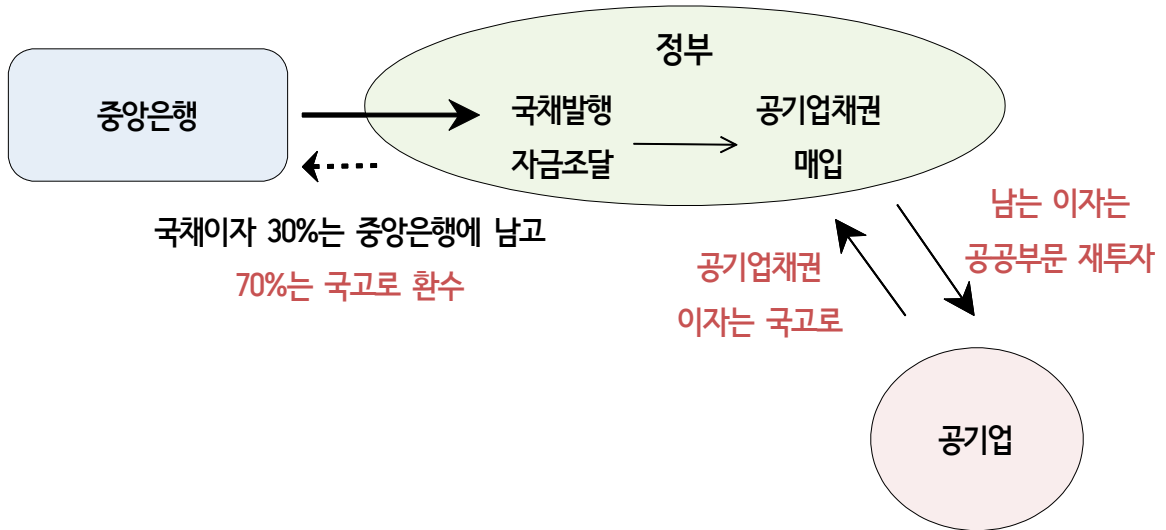 정부
중앙은행
국채발행
자금조달
공기업채권
매입
국채이자 30%는 중앙은행에 남고
70%는 국고로 환수
공기업채권
이자는 국고로
남는 이자는
공공부문 재투자
공기업